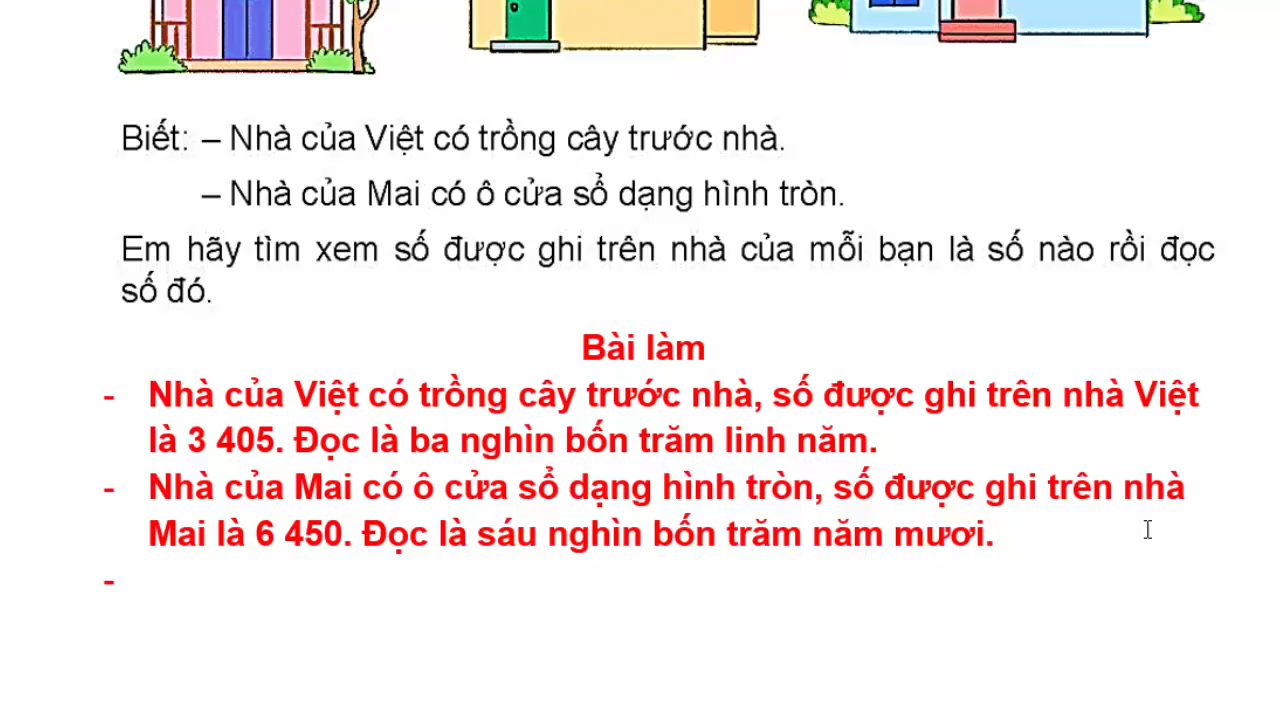 Biết: – Nhà của Việt có trồng cây trước nhà.
– Nhà của Mai có ô cửa sổ dạng hình tròn.
Em hãy tìm xem số được ghi trên nhà của mỗi bạn là số nào rồi đọc
số đó.
Bài làm
- Nhà của Việt có trồng cây trước nhà, số được ghi trên nhà Việt
là 3 405. Đọc là ba nghìn bốn trăm linh năm.
- Nhà của Mai có ô cửa sổ dạng hình tròn, số được ghi trên nhà
Mai là 6 450. Đọc là sáu nghìn bốn trăm năm mươi.
-